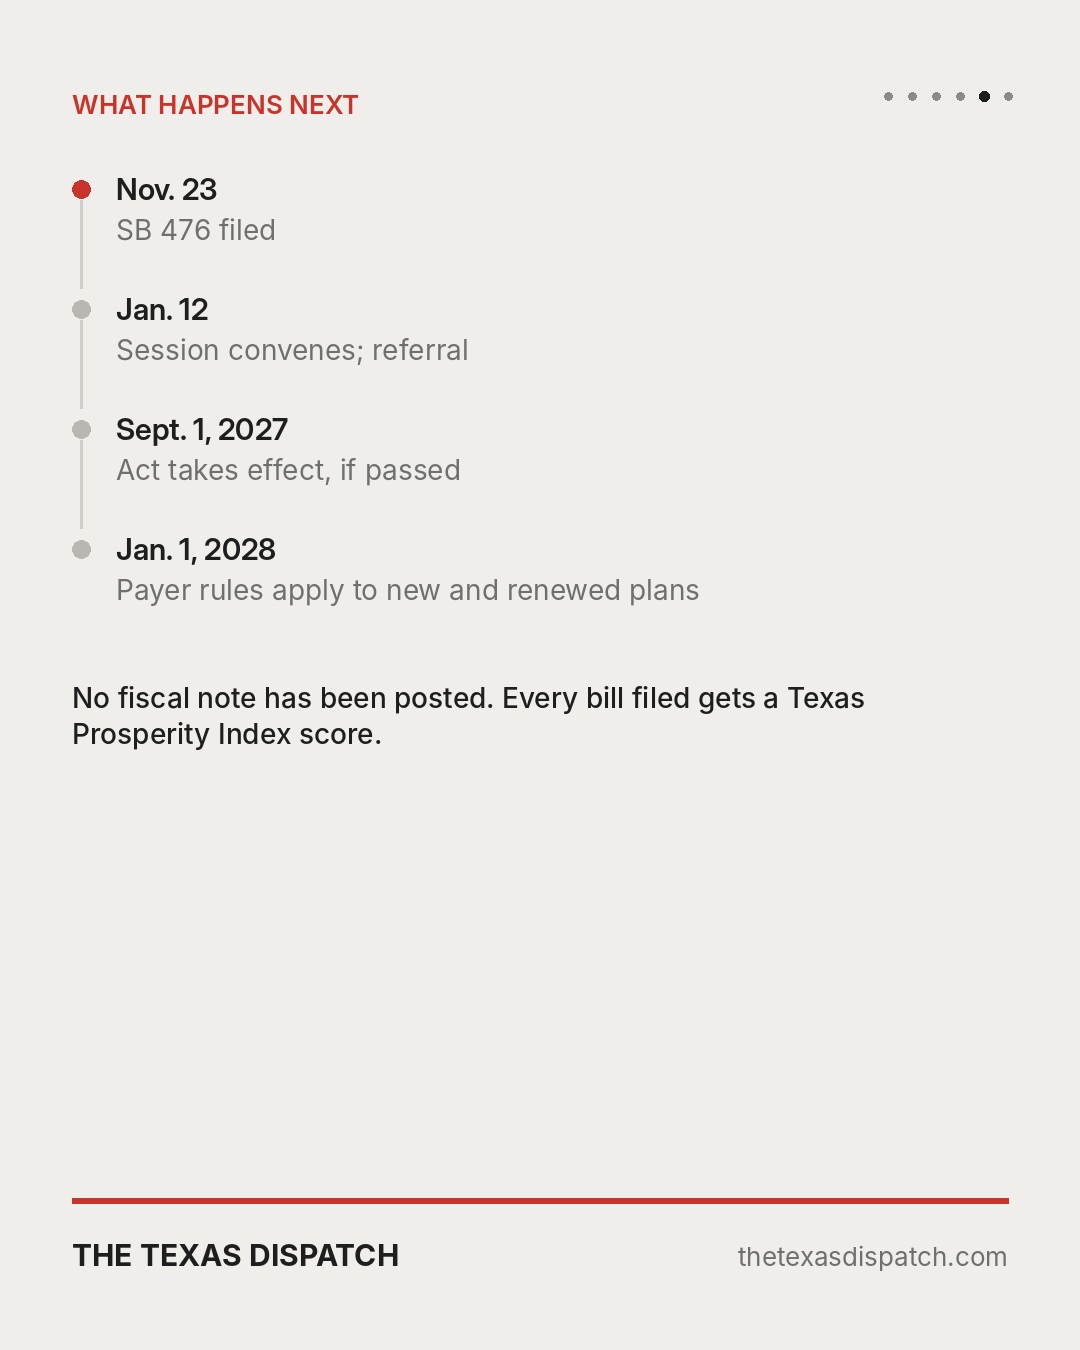 WHAT HAPPENS NEXT
Nov. 23
SB 476 filed
Jan. 12
Session convenes; referral
Sept. 1, 2027
Act takes effect, if passed
Jan. 1, 2028
Payer rules apply to new and renewed plans
No fiscal note has been posted. Every bill filed gets a Texas
Prosperity Index score.
THE TEXAS DISPATCH
thetexasdispatch.com